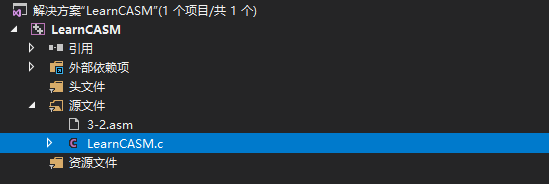 解决方案"LearnCASM"(1 个项目/共 1 个)
LearnCASM
引用
外部依赖项
头文件
源文件
3-2.asm
LearnCASM.c
资源文件